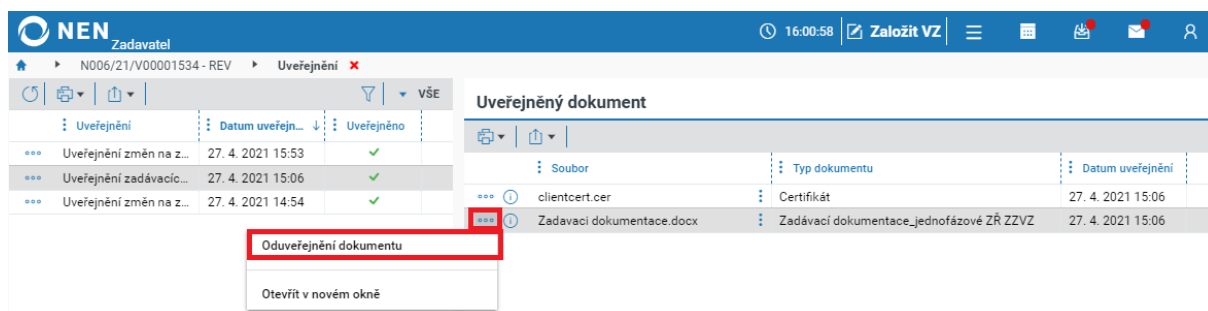 NEN
Zadavatel
16:00:58 Založit VZ
N006/21/V00001534 - REV Uveřejnění
VŠE
Uveřejnění Datum uveřejn... Uveřejněno
Uveřejnění změn na z... 27. 4. 2021 15:53
Uveřejnění zadávacíc... 27. 4. 2021 15:06
Uveřejnění změn na z... 27. 4. 2021 14:54
Oduveřejnění dokumentu
Otevřít v novém okně
Uveřejněný dokument
Soubor Typ dokumentu Datum uveřejnění
clientcert.cer Certifikát 27. 4. 2021 15:06
Zadavaci dokumentace.docx Zadávací dokumentace_jednofázové ZŘ ZZVZ 27. 4. 2021 15:06